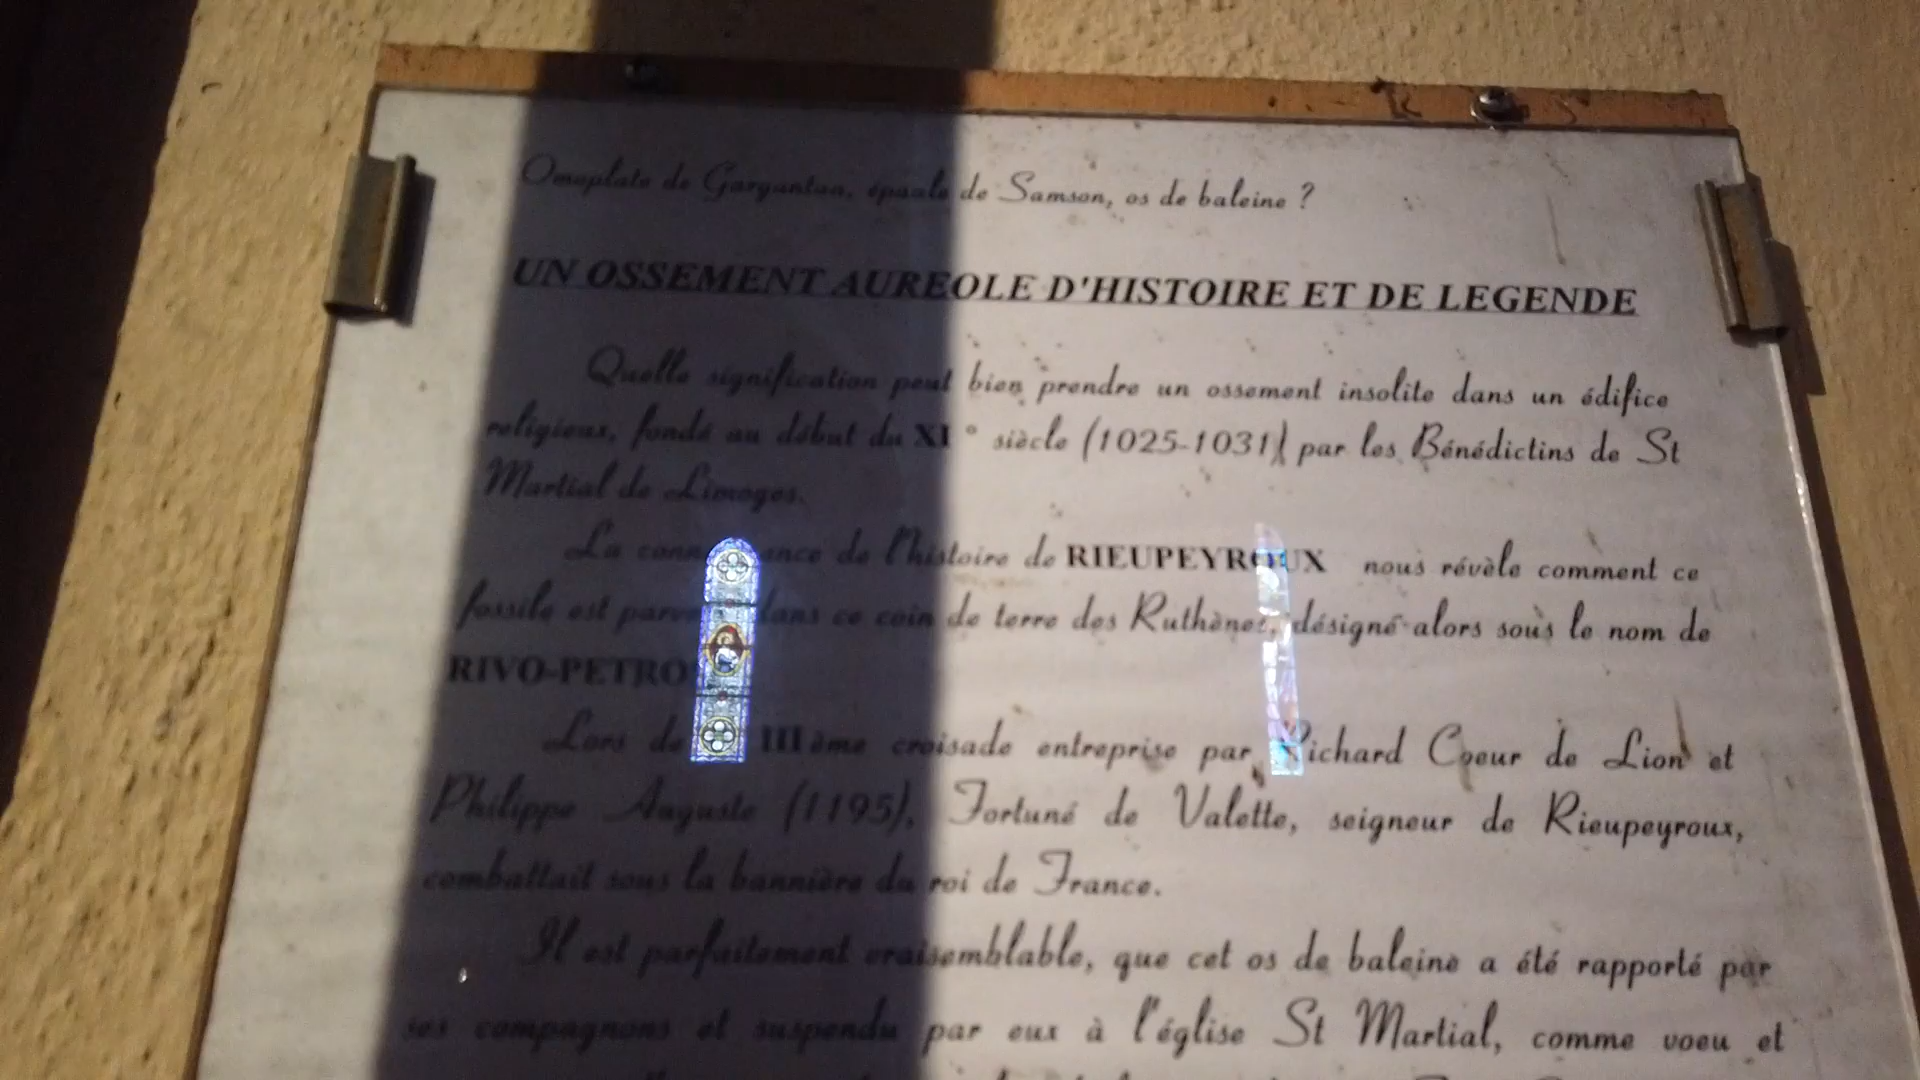 Omoplate de Gargantua, épaule de Samson, os de baleine ?
UN OSSEMENT AUREOLE D'HISTOIRE ET DE LEGENDE
Quelle signification peut bien prendre un ossement insolite dans un édifice
religieux, fondé au début du XI° siècle (1025-1031) par les Bénédictins de St
Martial de Limoges.
La connaissance de l'histoire de RIEUPEYROUX nous révèle comment ce
fossile est parvenu dans ce coin de terre des Ruthènes, désigné alors sous le nom de
RIVO-PETRO
Lors de III ème croisade entreprise par Richard Coeur de Lion et
Philippe Auguste (1195), Fortuné de Valette, seigneur de Rieupeyroux,
combattait sous la bannière du roi de France.
Il est parfaitement vraisemblable, que cet os de baleine a été rapporté par
ses compagnons et suspendu par eux à l'église St Martial, comme voeu et